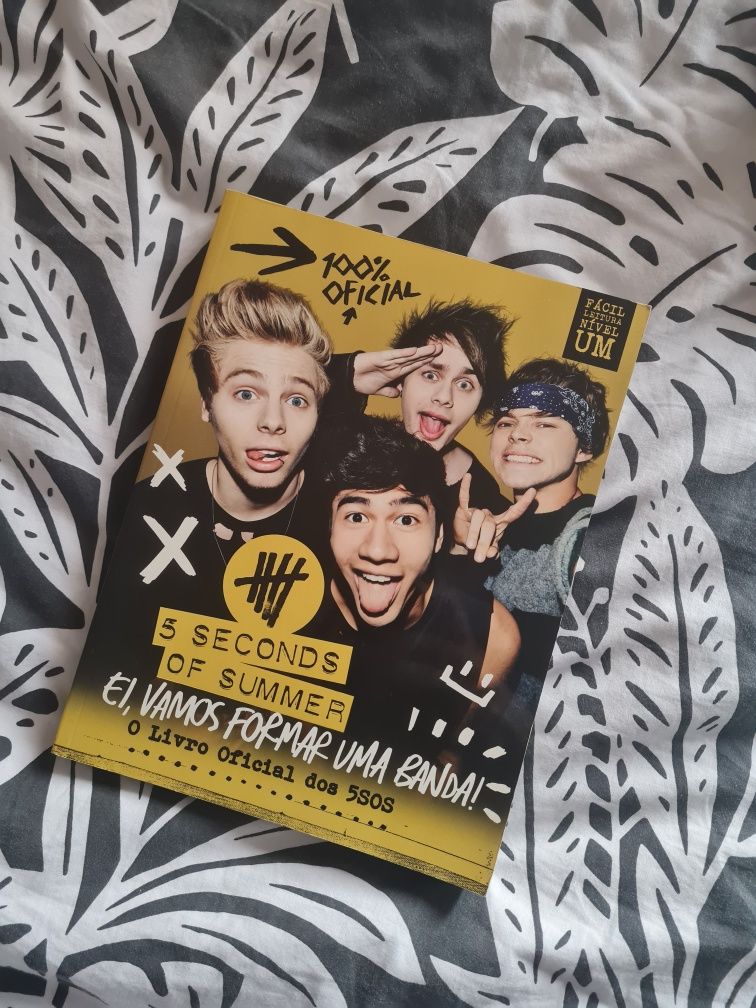 100%
OFICIAL
FÁCIL
LEITURA
NÍVEL
UM
X
X
5 SECONDS
OF SUMMER
EI, VAMOS FORMAR UMA BANDA!
O Livro Oficial dos 5SOS